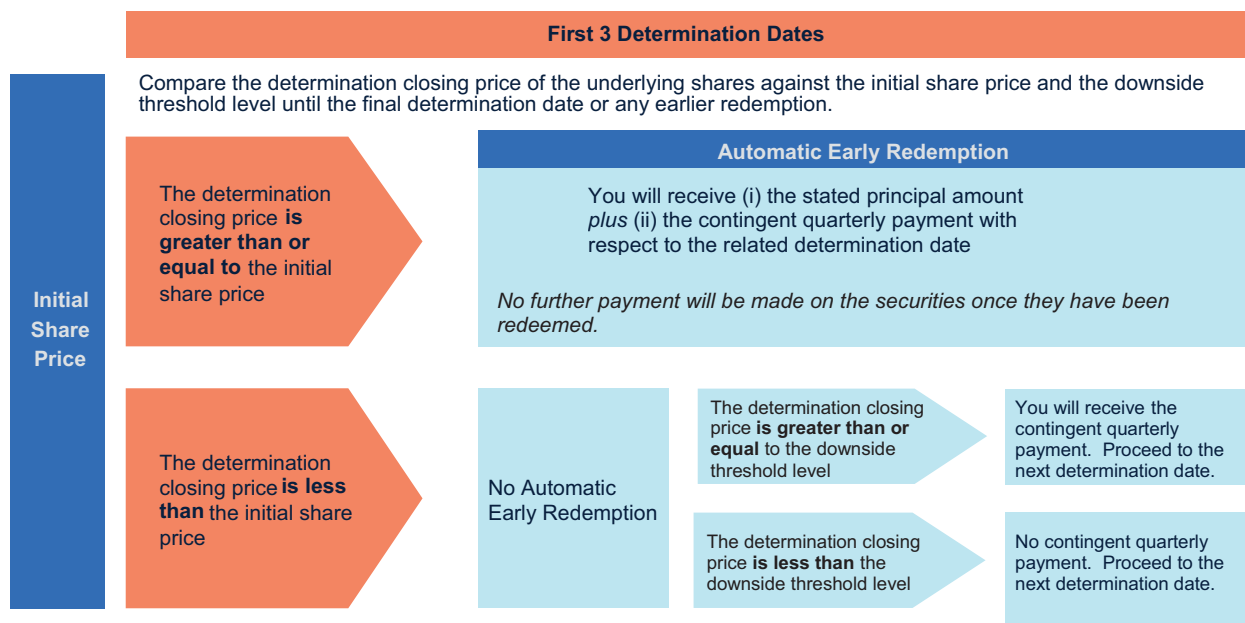 First 3 Determination Dates
Compare the determination closing price of the underlying shares against the initial share price and the downside
threshold level until the final determination date or any earlier redemption.
Initial
Share
Price
The determination
closing price is
greater than or
equal to the initial
share price
Automatic Early Redemption
You will receive (i) the stated principal amount
plus (ii) the contingent quarterly payment with
respect to the related determination date
No further payment will be made on the securities once they have been
redeemed.
The determination
closing price is less
than the initial share
price
No Automatic
Early Redemption
The determination closing
price is greater than or
equal to the downside
threshold level
You will receive the
contingent quarterly
payment. Proceed to the
next determination date.
The determination closing
price is less than the
downside threshold level
No contingent quarterly
payment. Proceed to the
next determination date.